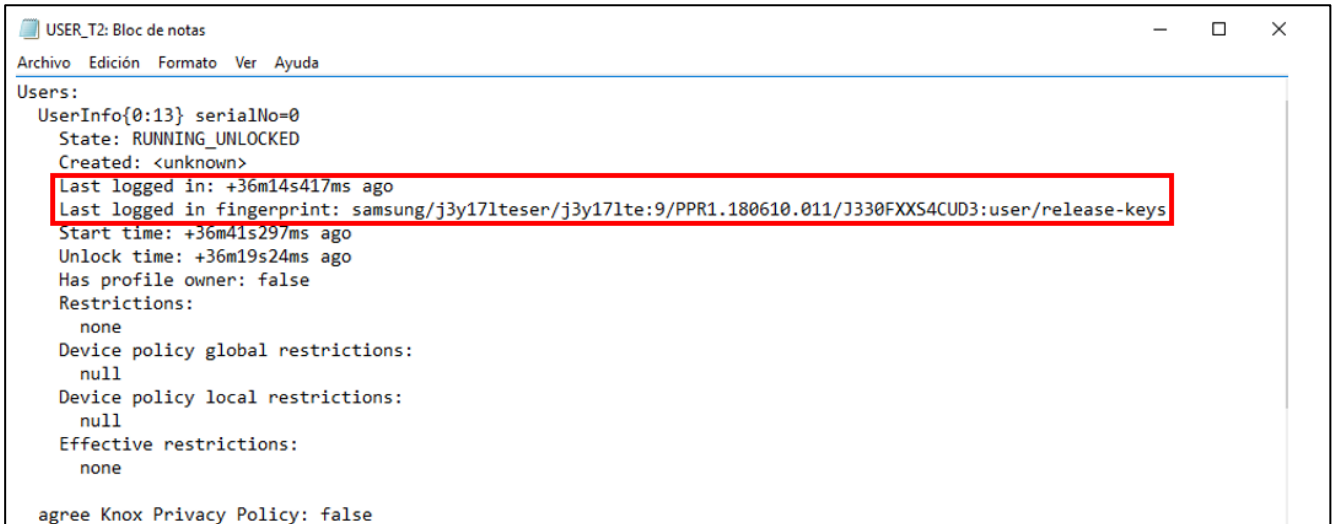 USER_T2: Bloc de notas
Archivo Edición Formato Ver Ayuda
Users:
UserInfo{0:13} serialNo=0
State: RUNNING_UNLOCKED
Created: <unknown>
Last logged in: +36m14s417ms ago
Last logged in fingerprint: samsung/j3y17lteser/j3y17lte:9/PPR1.180610.011/J330FXXS4CUD3:user/release-keys
Start time: +36m41s297ms ago
Unlock time: +36m19s24ms ago
Has profile owner: false
Restrictions:
none
Device policy global restrictions:
null
Device policy local restrictions:
null
Effective restrictions:
none
agree Knox Privacy Policy: false